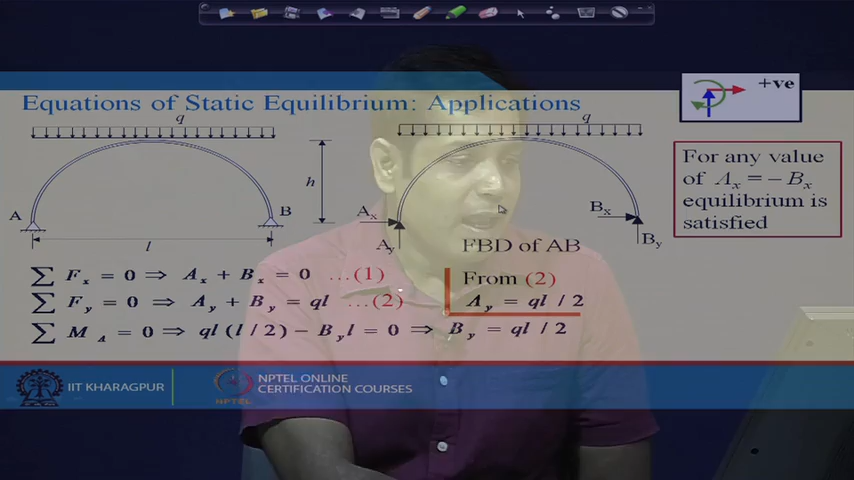 +ve
Equations of Static Equilibrium: Applications
q
q
For any value
of Ax = − Bx
equilibrium is
satisfied
h
A
B
Ax
Bx
Ay
By
l
FBD of AB
∑ Fx = 0 ⇒ Ax + Bx = 0 ...(1)
From (2)
∑ Fy = 0 ⇒ Ay + By = ql ...(2)
Ay = ql / 2
∑ MA = 0 ⇒ ql (l / 2) − By l = 0 ⇒ By = ql / 2
IIT KHARAGPUR
NPTEL
NPTEL ONLINE
CERTIFICATION COURSES